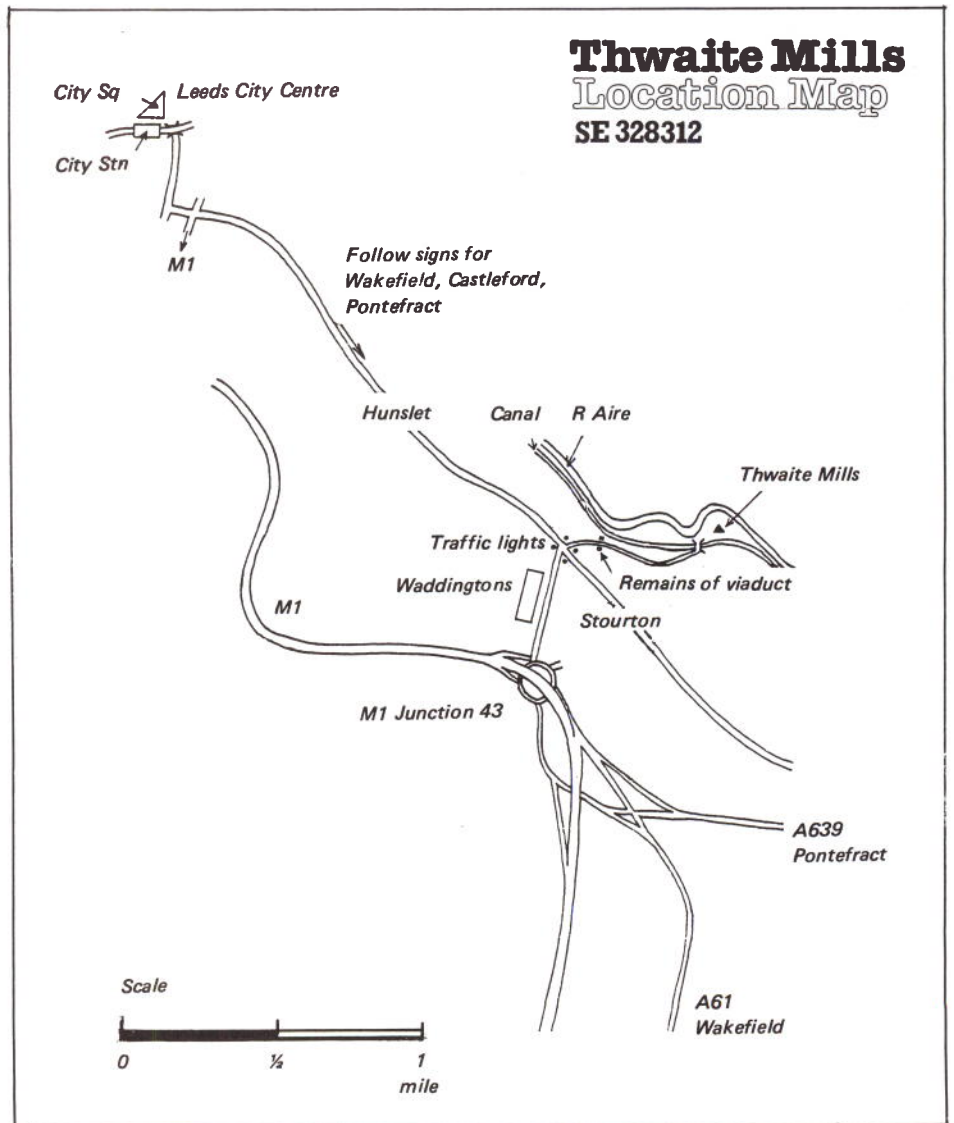 Thwaite Mills
Location Map
SE 328312
City Sq
Leeds City Centre
City Stn
M1
Follow signs for
Wakefield, Castleford,
Pontefract
Hunslet
Canal
R Aire
Thwaite Mills
Traffic lights
Waddingtons
Remains of viaduct
Stourton
M1
M1 Junction 43
A639
Pontefract
A61
Wakefield
Scale
0
½
1
mile